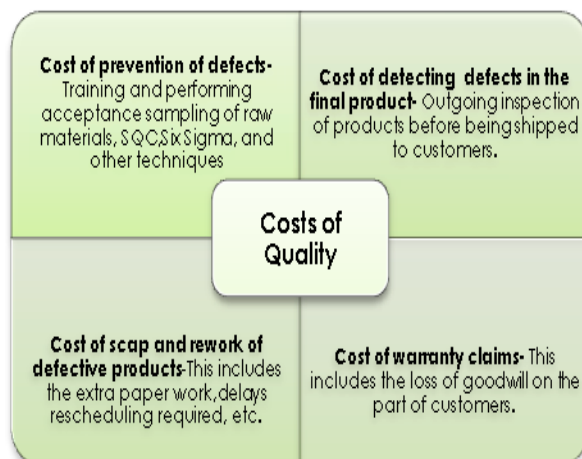 Cost of prevention of defects-
Training and performing
acceptance sampling of raw
materials, SQC,Six Sigma, and
other techniques
Cost of detecting defects in the
final product- Outgoing inspection
of products before being shipped
to customers.
Costs of
Quality
Cost of scap and rework of
defective products-This includes
the extra paper work,delays
rescheduling required, etc.
Cost of warranty claims- This
includes the loss of goodwill on the
part of customers.